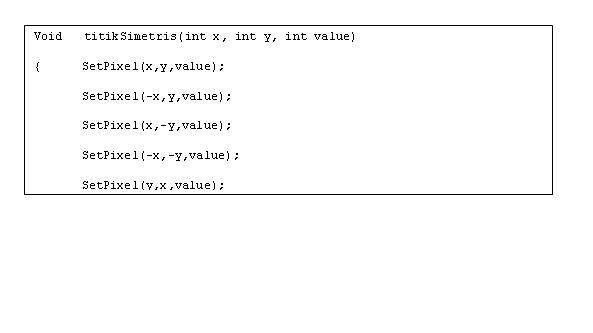 Void   titikSimetris(int x, int y, int value)
{      SetPixel(x,y,value);
       SetPixel(-x,y,value);
       SetPixel(x,-y,value);
       SetPixel(-x,-y,value);
       SetPixel(y,x,value);